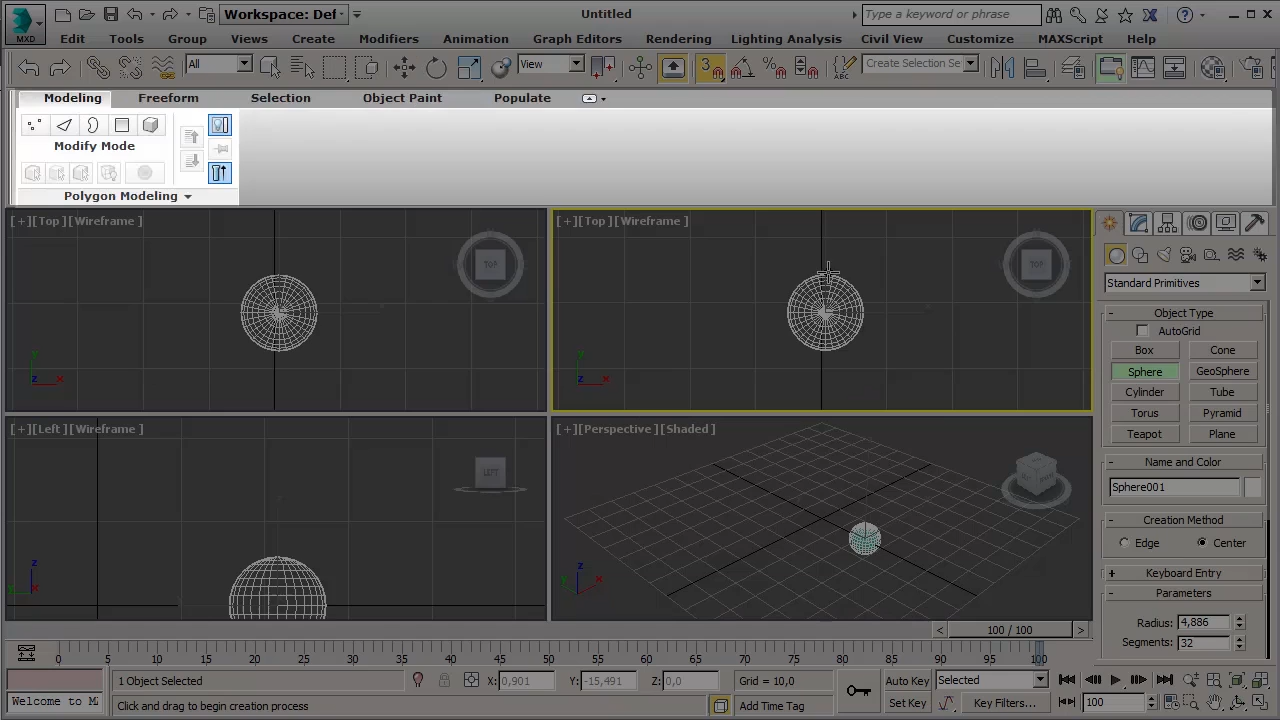 Workspace: Def
Untitled
Type a keyword or phrase
MXD
Edit Tools Group Views Create Modifiers Animation Graph Editors Rendering Lighting Analysis Civil View Customize MAXScript Help
All
View
3
Create Selection Se
Modeling Freeform Selection Object Paint Populate
Modify Mode
Polygon Modeling
[+][Top][Wireframe ]
TOP
Y
z x
[+][Top][Wireframe ]
TOP
Y
z x
Standard Primitives
- Object Type
AutoGrid
Box Cone
Sphere GeoSphere
Cylinder Tube
Torus Pyramid
Teapot Plane
- Name and Color
Sphere001
- Creation Method
Edge Center
+ Keyboard Entry
- Parameters
Radius: 4,886
Segments: 32
[+][Left][Wireframe ]
LEFT
z
y x
[+][Perspective][Shaded]
z
y x
< 100 / 100 >
0 5 10 15 20 25 30 35 40 45 50 55 60 65 70 75 80 85 90 95 100
1 Object Selected
X: 0,901 Y: -15,491 Z: 0,0 Grid = 10,0
Auto Key Selected
Welcome to M
Click and drag to begin creation process
Add Time Tag
Set Key Key Filters... 100